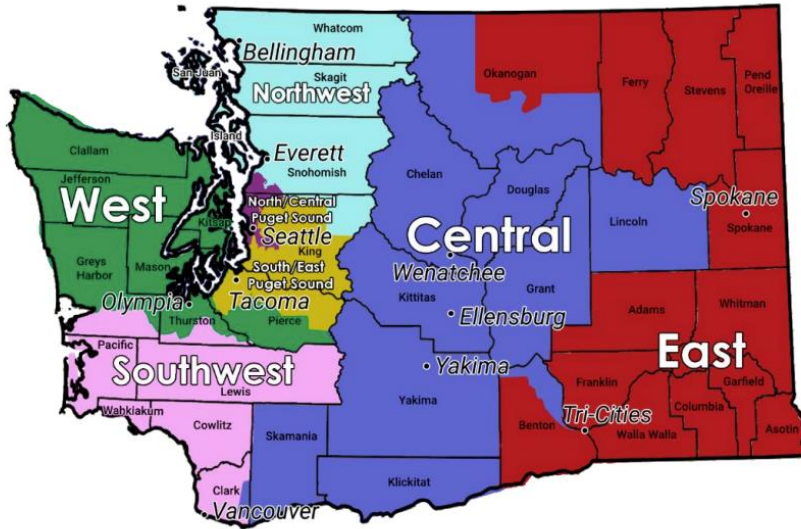 Whatcom
Bellingham
San Juan
Skagit
Northwest
Okanogan
Ferry
Stevens
Pend
Oreille
Island
Everett
Snohomish
Clallam
Jefferson
West
Kitsap
North/Central
Puget Sound
Seattle
King
South/East
Puget Sound
Tacoma
Chelan
Douglas
Central
Wenatchee
Lincoln
Spokane
Spokane
Greys
Harbor
Mason
Olympia
Thurston
Pierce
Kittitas
Grant
Ellensburg
Adams
Whitman
East
Pacific
Southwest
Lewis
Yakima
Yakima
Franklin
Garfield
Columbia
Tri-Cities
Benton
Walla Walla
Asotin
Wahkiakum
Cowlitz
Skamania
Klickitat
Clark
Vancouver